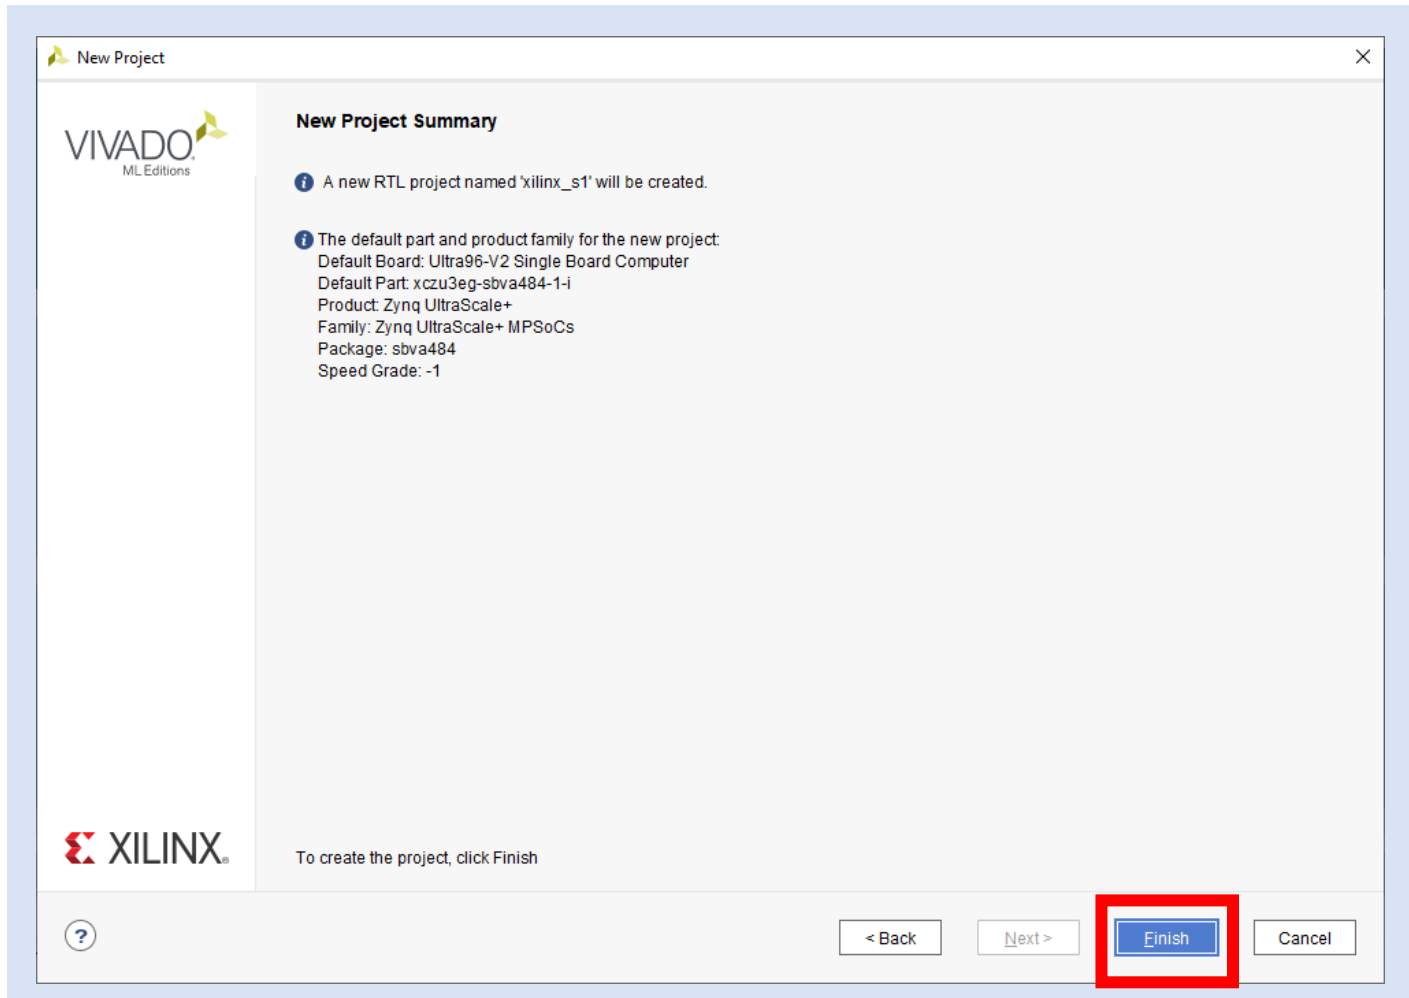 New Project
VIVADO.
ML Editions
New Project Summary
A new RTL project named 'xilinx_s1' will be created.
The default part and product family for the new project:
Default Board: Ultra96-V2 Single Board Computer
Default Part: xczu3eg-sbva484-1-i
Product: Zynq UltraScale+
Family: Zynq UltraScale+ MPSoCs
Package: sbva484
Speed Grade: -1
XILINX®
To create the project, click Finish
?
< Back
Next >
Finish
Cancel